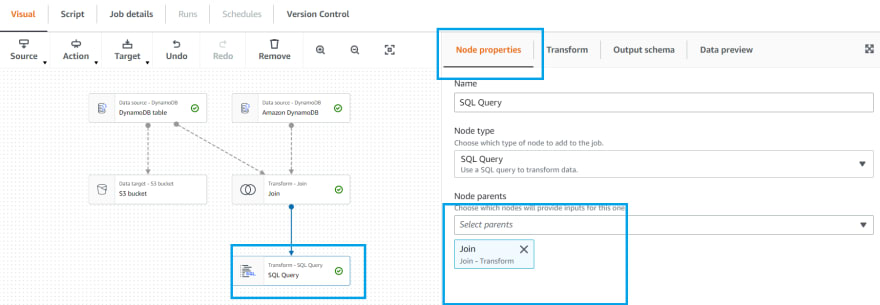 Visual
Script
Job details
Runs
Schedules
Version Control
Source
Action
Target
Undo
Redo
Remove
Node properties
Transform
Output schema
Data preview
Data source - DynamoDB
DynamoDB table
Data source - DynamoDB
Amazon DynamoDB
Data target - S3 bucket
S3 bucket
Transform - Join
Join
Transform - SQL Query
SQL Query
SQL
Name
SQL Query
Node type
Choose which type of node to add to the job.
SQL Query
Use a SQL query to transform data.
Node parents
Choose which nodes will provide inputs for this one
Select parents
Join
Join - Transform